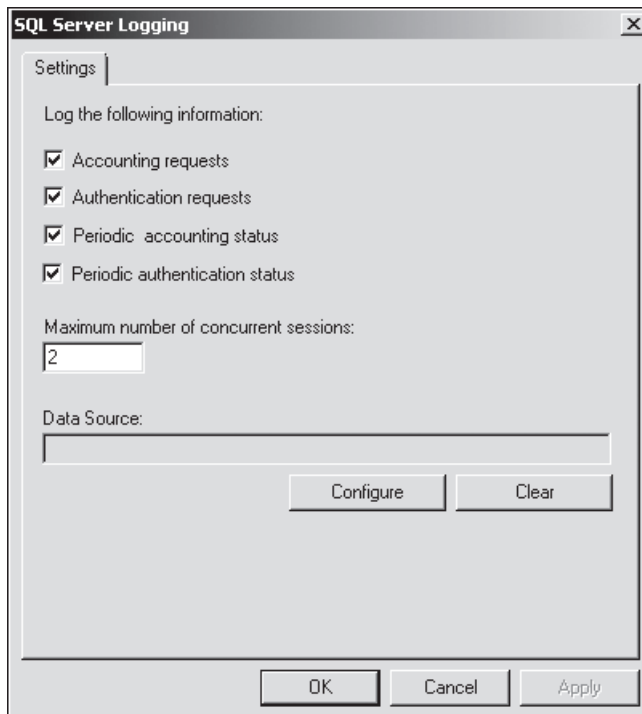 SQL Server Logging
Settings
Log the following information:
Accounting requests
Authentication requests
Periodic accounting status
Periodic authentication status
Maximum number of concurrent sessions:
2
Data Source:
Configure Clear
OK Cancel Apply